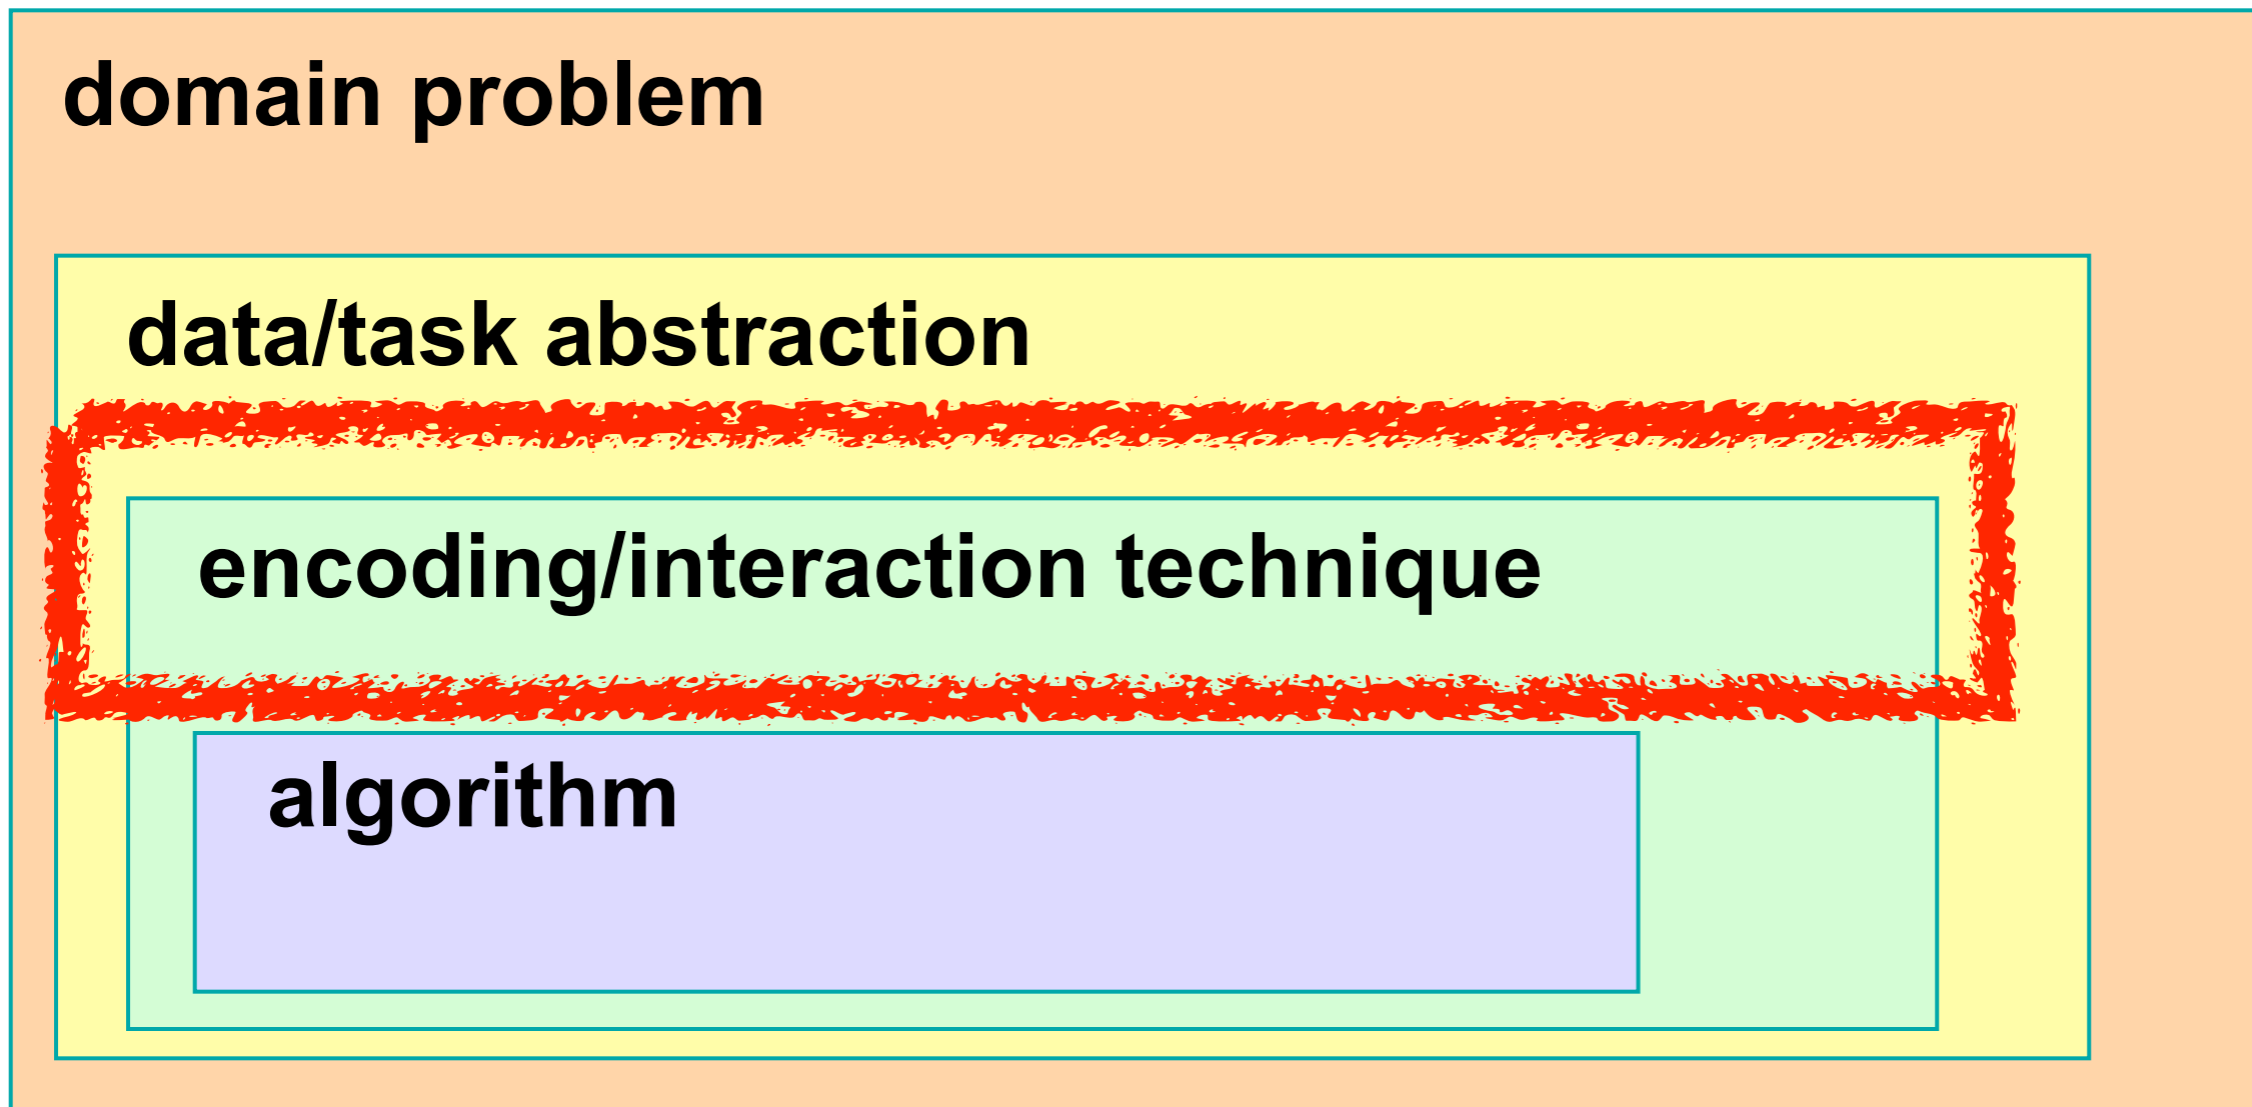 domain problem
data/task abstraction
encoding/interaction technique
algorithm